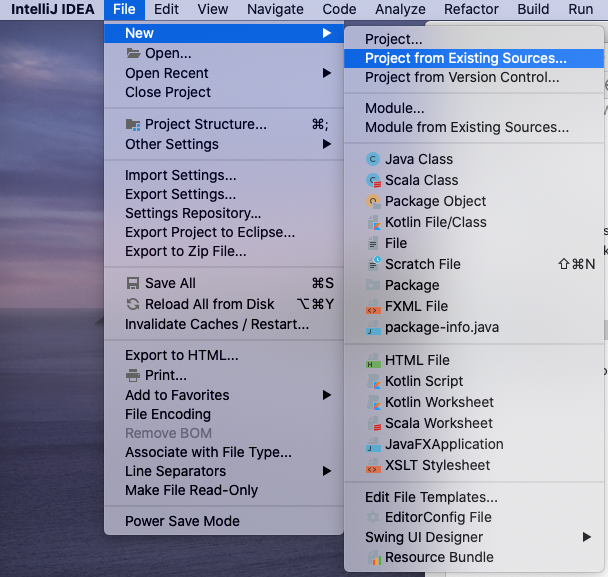 IntelliJ IDEA File Edit View Navigate Code Analyze Refactor Build Run
New
Open...
Open Recent
Close Project
Project Structure... ⌘;
Other Settings
Import Settings...
Export Settings...
Settings Repository...
Export Project to Eclipse...
Export to Zip File...
Save All ⌘S
Reload All from Disk ⌥⌘Y
Invalidate Caches / Restart...
Export to HTML...
Print...
Add to Favorites
File Encoding
Remove BOM
Associate with File Type...
Line Separators
Make File Read-Only
Power Save Mode
Project...
Project from Existing Sources...
Project from Version Control...
Module...
Module from Existing Sources...
Java Class
Scala Class
Package Object
Kotlin File/Class
File
Scratch File ⇧⌘N
Package
FXML File
package-info.java
HTML File
Kotlin Script
Kotlin Worksheet
Scala Worksheet
JavaFXApplication
XSLT Stylesheet
Edit File Templates...
EditorConfig File
Swing UI Designer
Resource Bundle